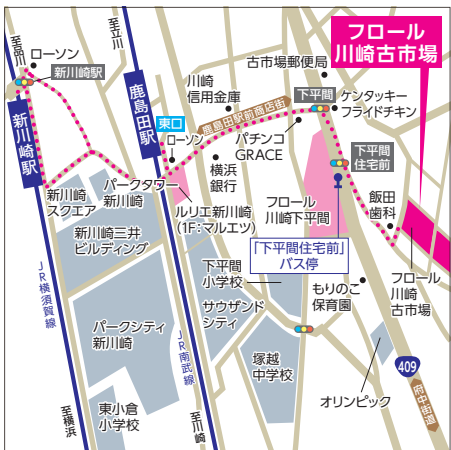 フロール
川崎古市場
至品川
ローソン
新川崎駅
新川崎駅
至立川
鹿島田駅
東口
ローソン
川崎
信用金庫
鹿島田駅前商店街
古市場郵便局
下平間
ケンタッキー
フライドチキン
パチンコ
GRACE
下平間
住宅前
横浜
銀行
新川崎
スクエア
パークタワー
新川崎
ルリエ新川崎
(1F:マルエツ)
フロール
川崎下平間
飯田
歯科
新川崎三井
ビルディング
「下平間住宅前」
バス停
フロール
川崎
古市場
下平間
小学校
もりのこ
保育園
JR横須賀線
パークシティ
新川崎
JR南武線
サウザンド
シティ
塚越
中学校
409
府中街道
オリンピック
東小倉
小学校
至横浜
至川崎